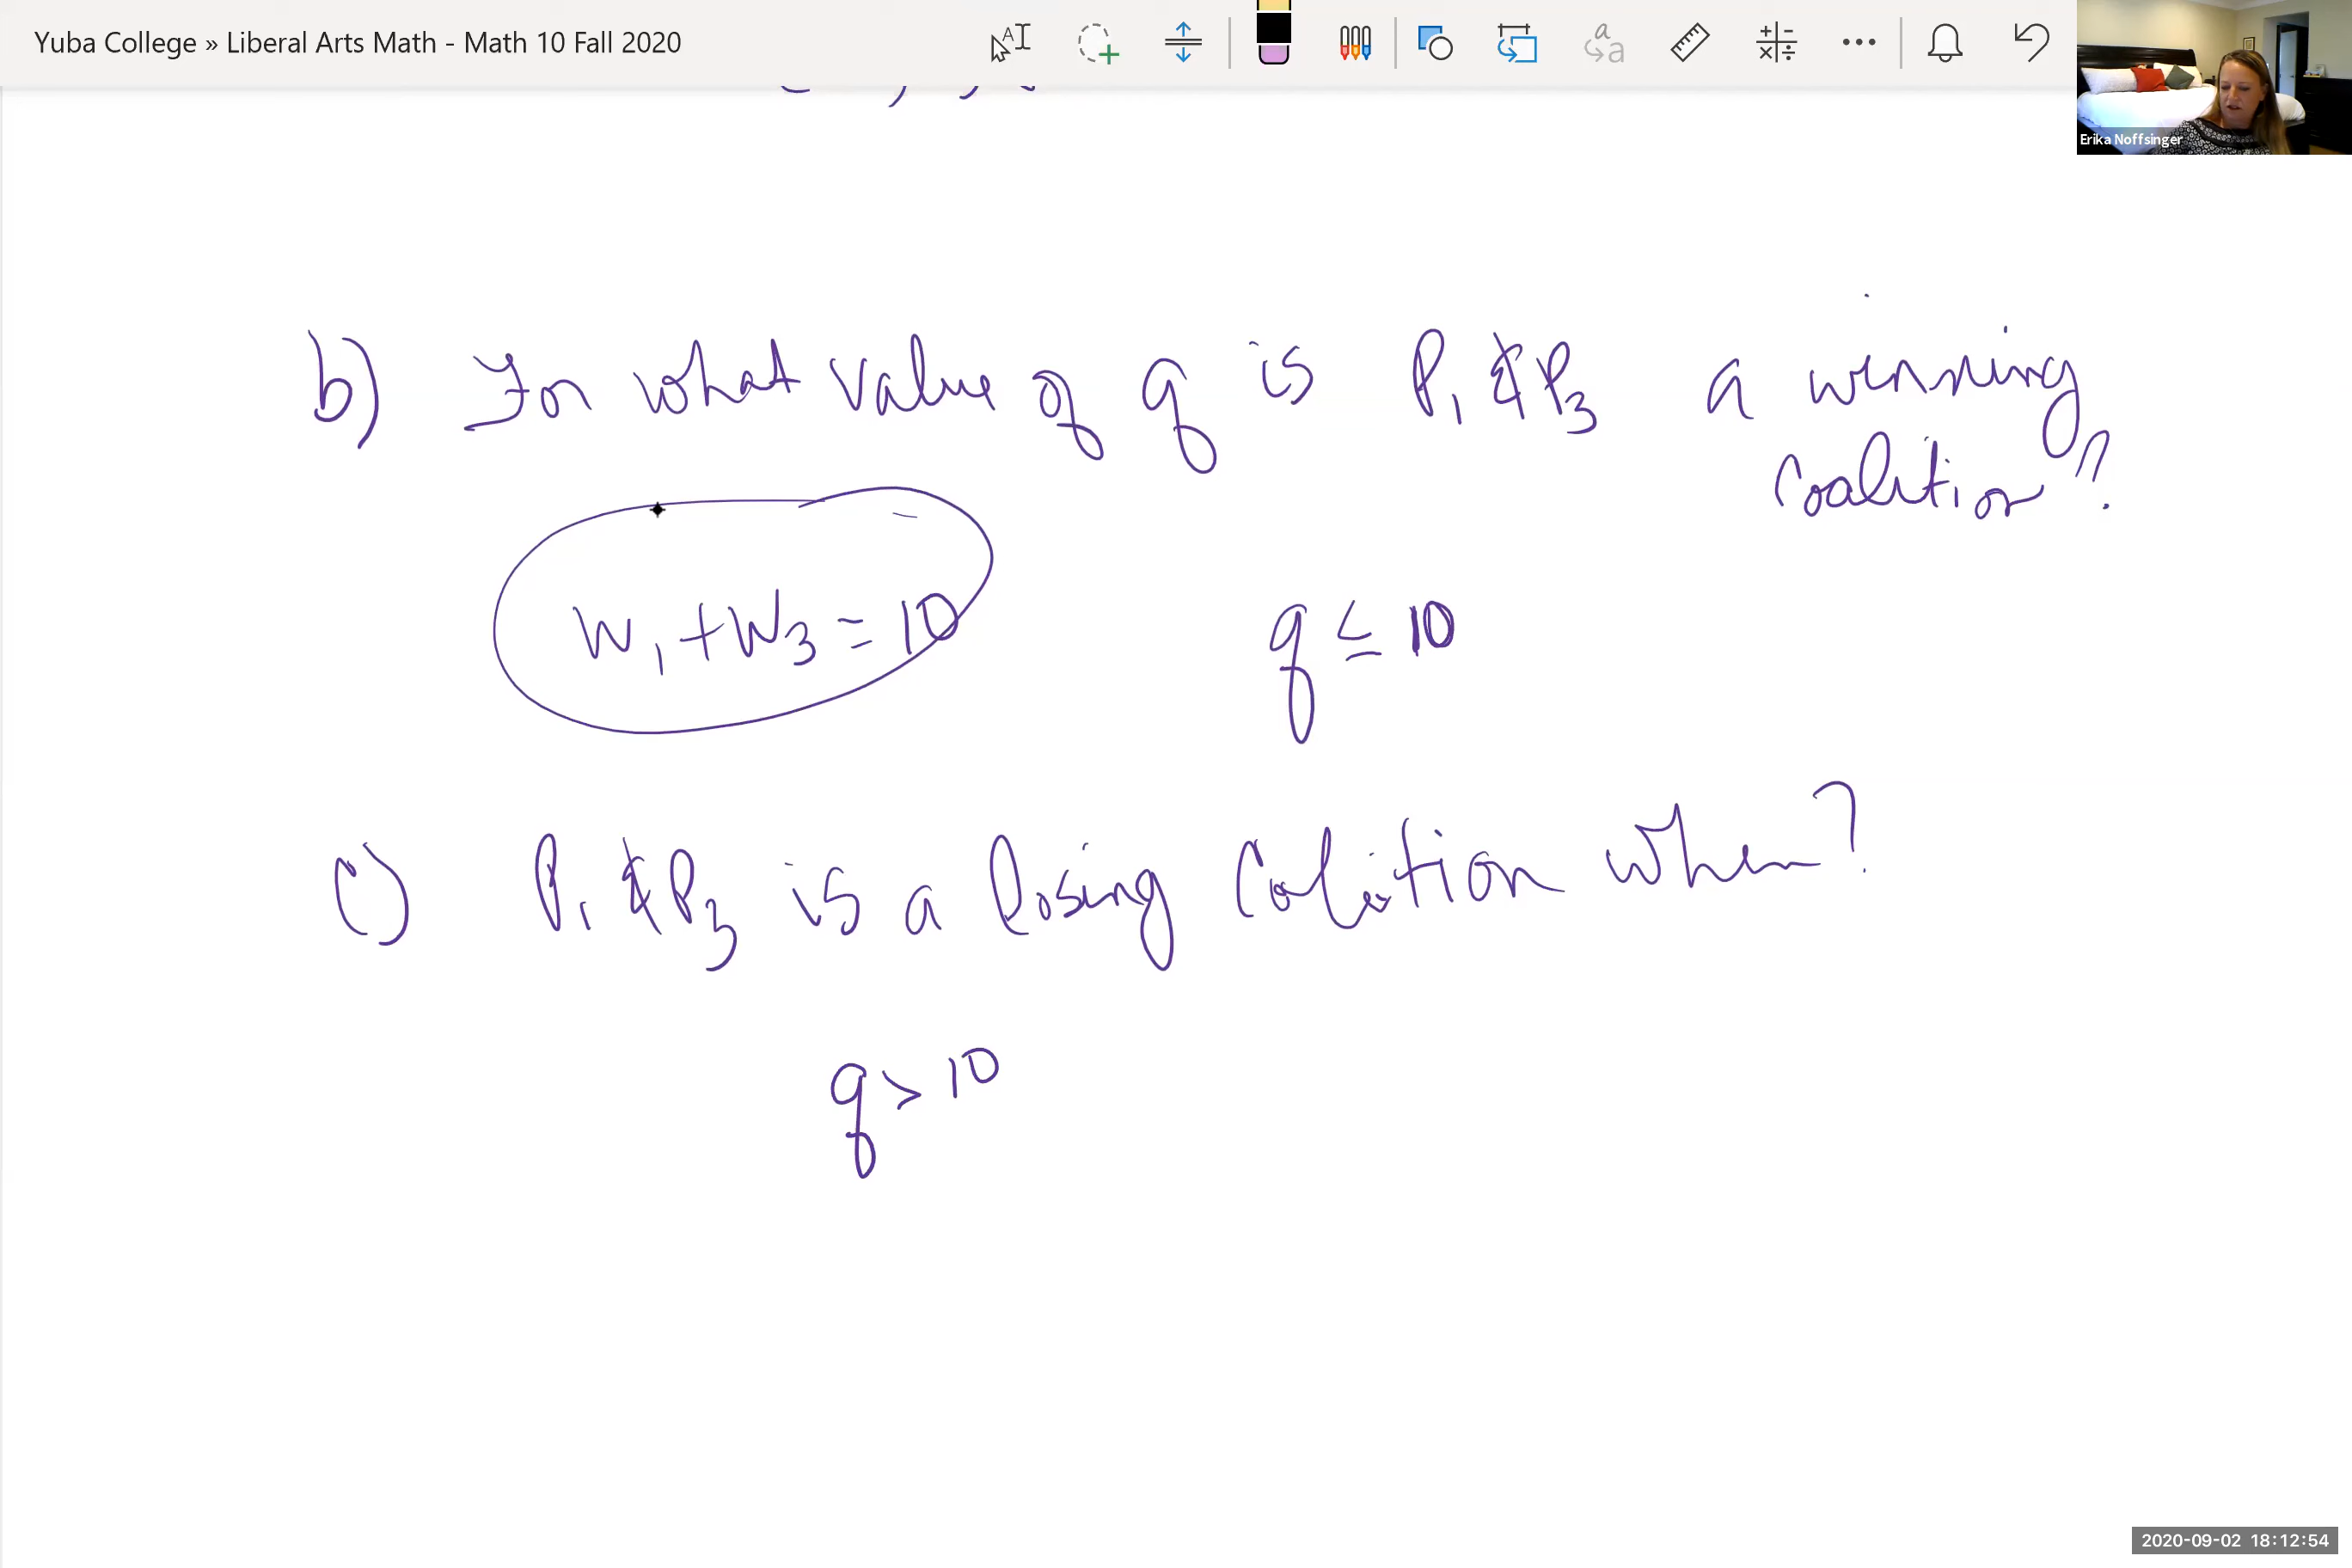 Yuba College » Liberal Arts Math - Math 10 Fall 2020
Erika Noffsinger
b) For what value of q is P₁ & P₃ a winning
coalition?
W₁ + W₃ = 10
q ≤ 10
c) P₁ & P₃ is a losing coalition when?
q > 10
2020-09-02 18:12:54